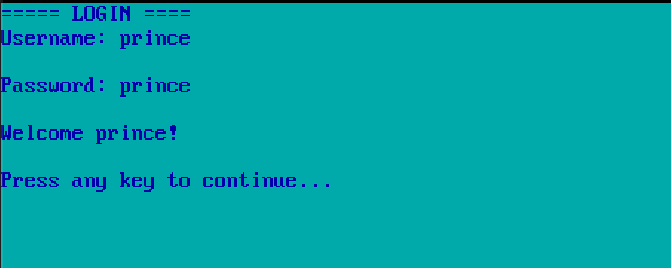 ===== LOGIN ====
Username: prince
Password: prince
Welcome prince!
Press any key to continue...